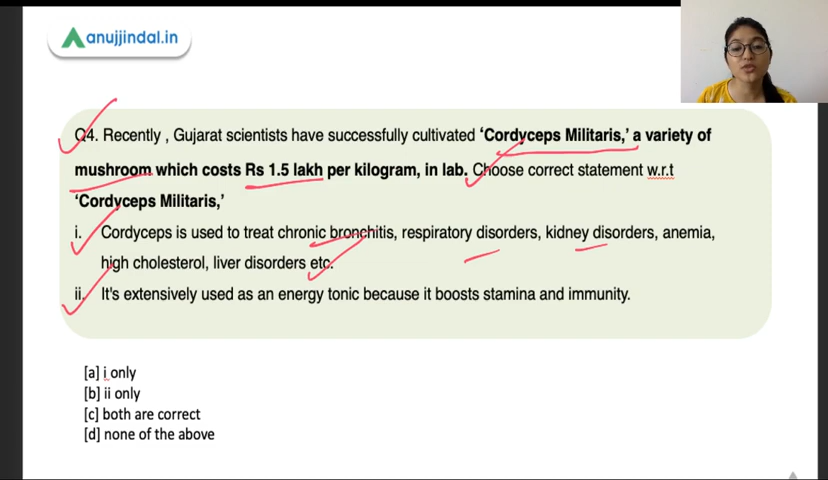 anujjindal.in
Q4. Recently , Gujarat scientists have successfully cultivated ‘Cordyceps Militaris,’ a variety of
mushroom which costs Rs 1.5 lakh per kilogram, in lab. Choose correct statement w.r.t
‘Cordyceps Militaris,’
i. Cordyceps is used to treat chronic bronchitis, respiratory disorders, kidney disorders, anemia,
high cholesterol, liver disorders etc.
ii. It's extensively used as an energy tonic because it boosts stamina and immunity.
[a] i only
[b] ii only
[c] both are correct
[d] none of the above